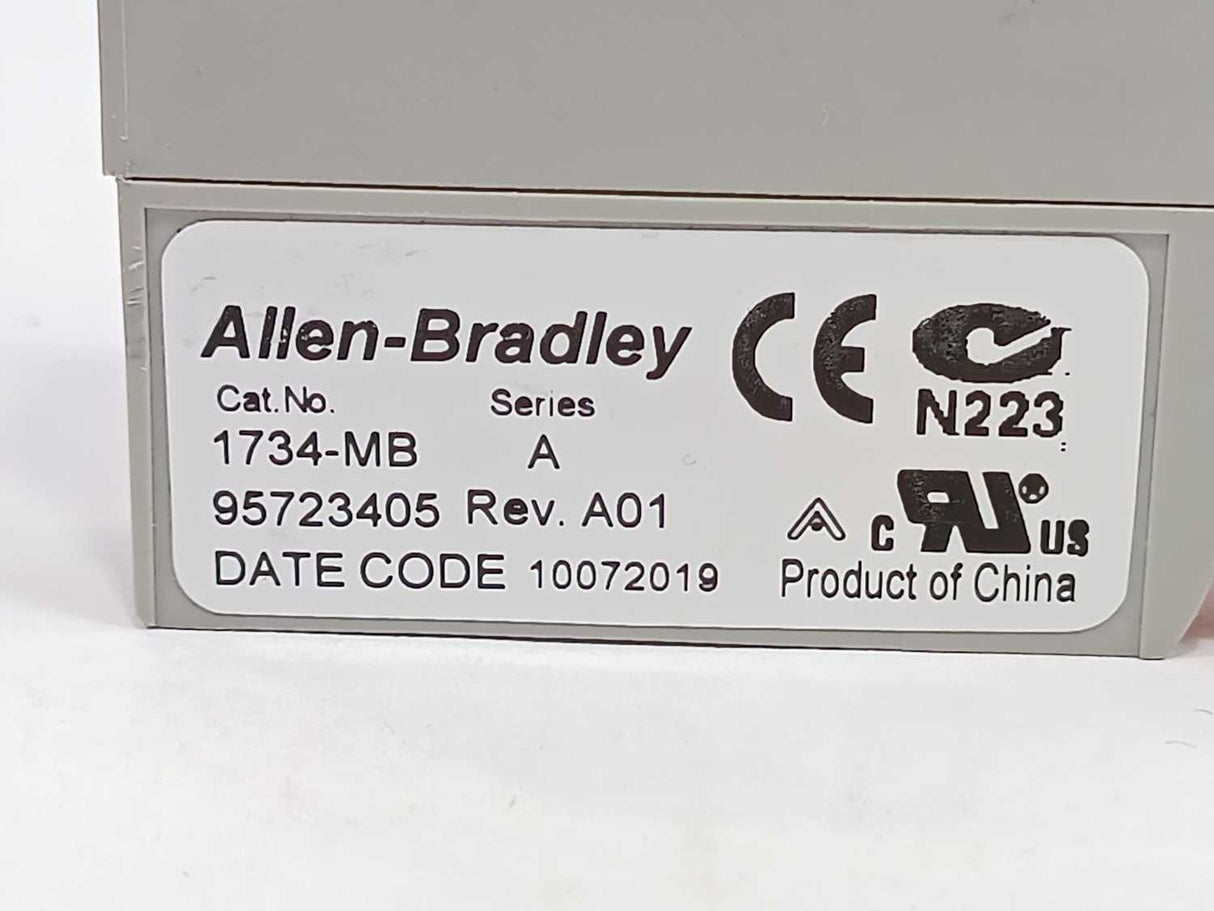 Allen-Bradley CE
N223
Cat.No. Series
1734-MB A
95723405 Rev. A01
DATE CODE 10072019
C US
Product of China